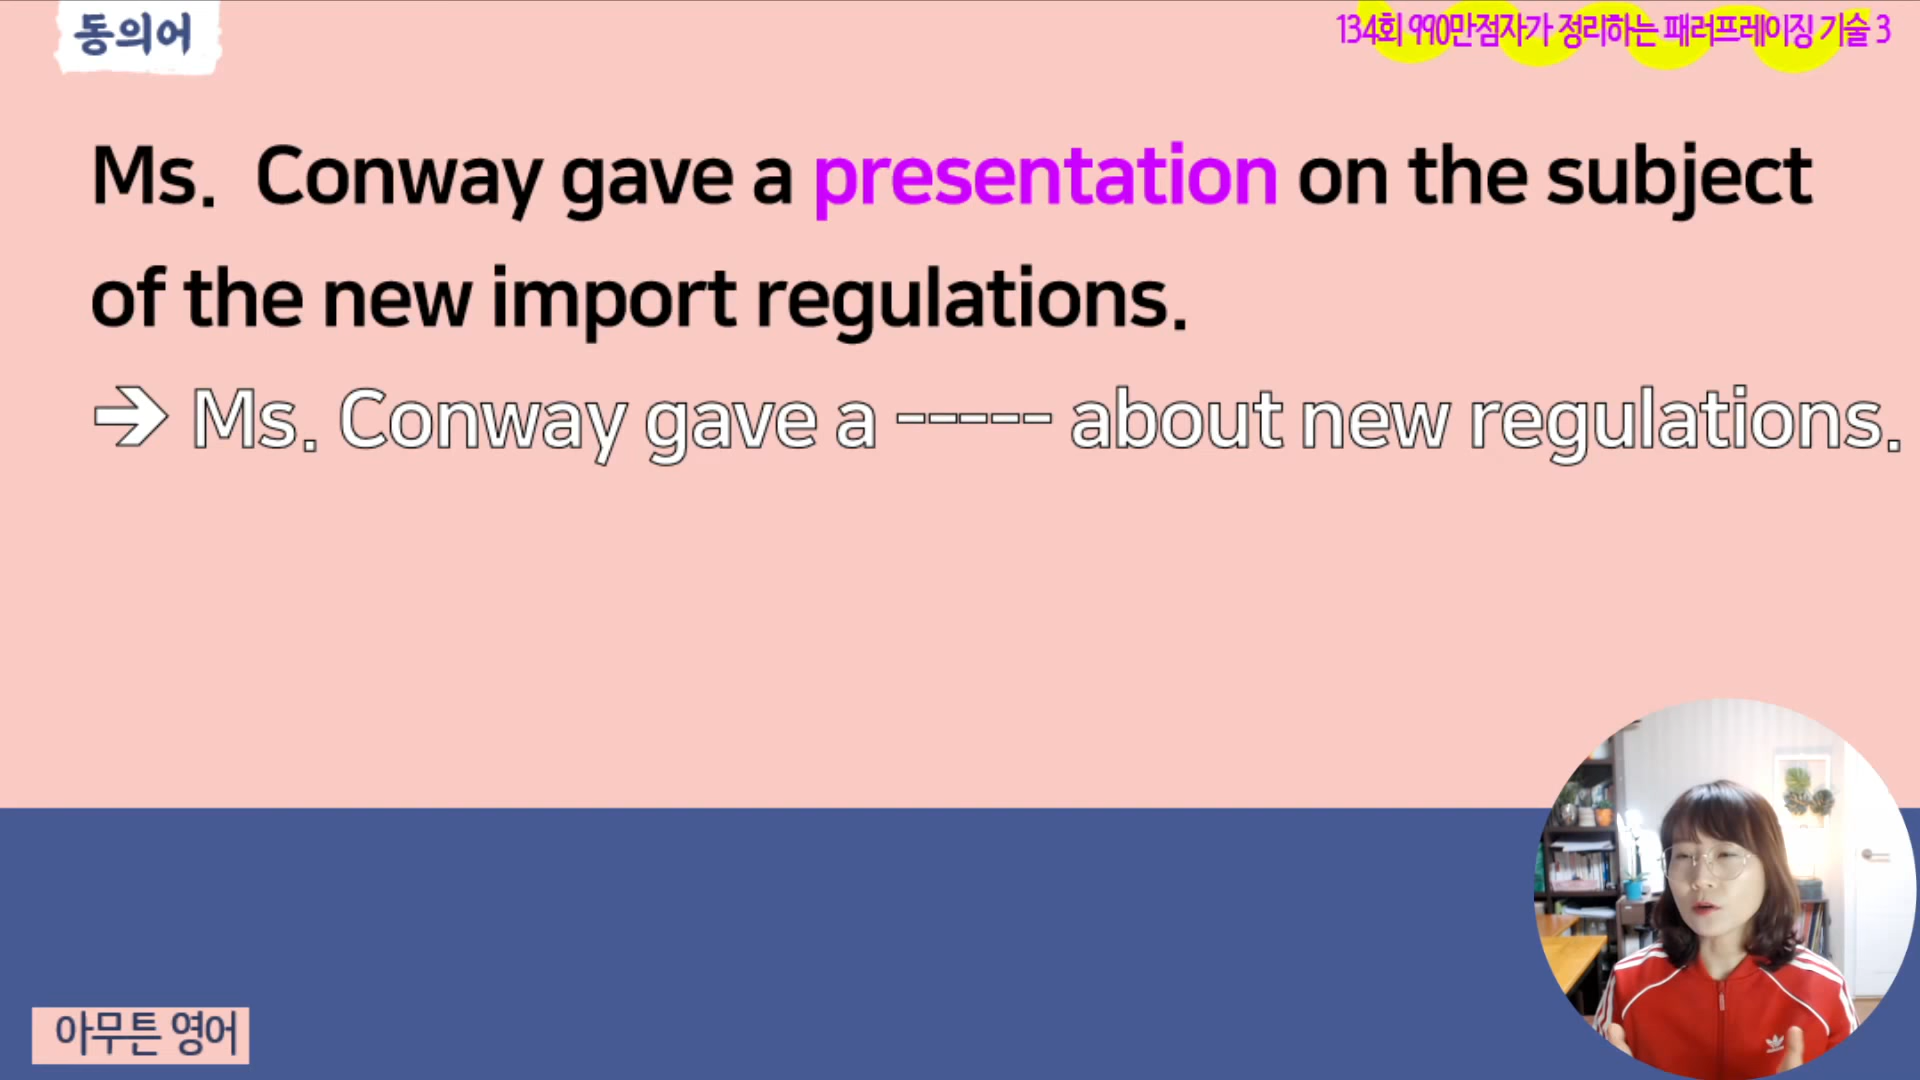 동의어
134회 990만점자가 정리하는 패러프레이징 기술 3
Ms. Conway gave a presentation on the subject
of the new import regulations.
→ Ms. Conway gave a ----- about new regulations.
아무튼 영어